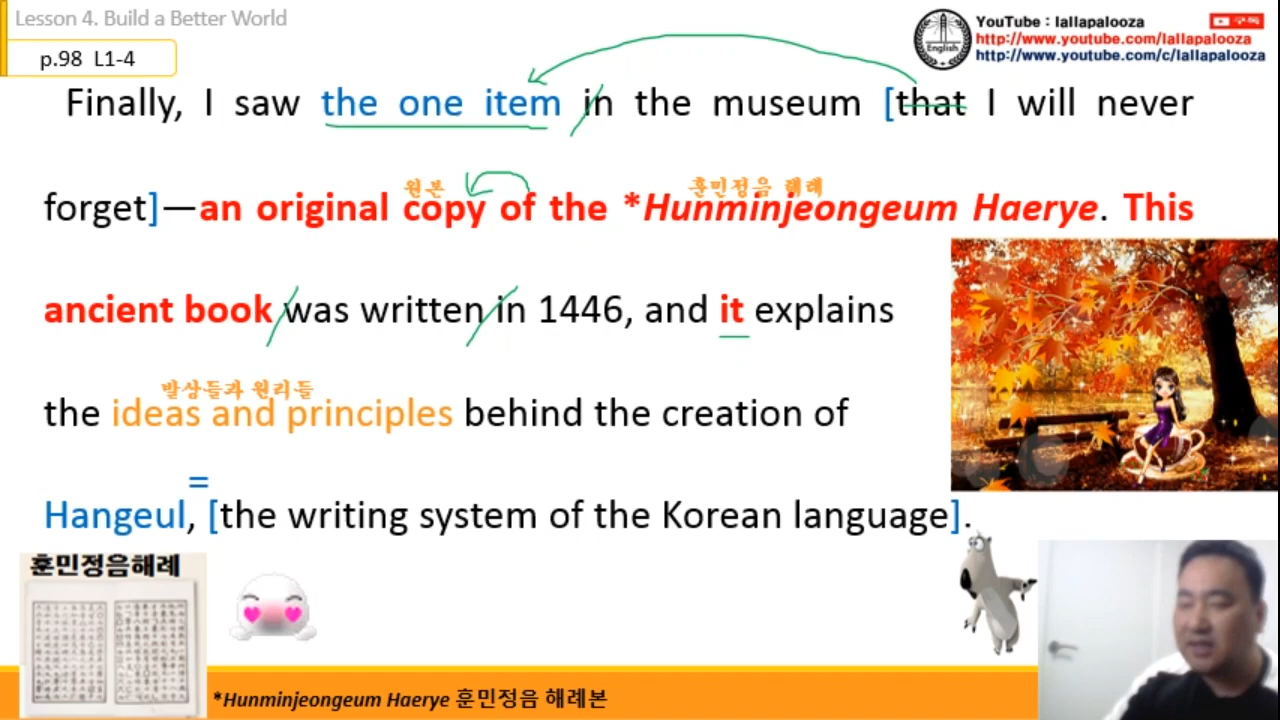 Lesson 4. Build a Better World
p.98 L1-4
English
YouTube : lallapalooza
구독
http://www.youtube.com/lallapalooza
http://www.youtube.com/c/lallapalooza
Finally, I saw the one item in the museum [that I will never
원본 훈민정음 해례
forget]—an original copy of the *Hunminjeongeum Haerye. This
ancient book was written in 1446, and it explains
발상들과 원리들
the ideas and principles behind the creation of
=
Hangeul, [the writing system of the Korean language].
훈민정음해례
*Hunminjeongeum Haerye 훈민정음 해례본